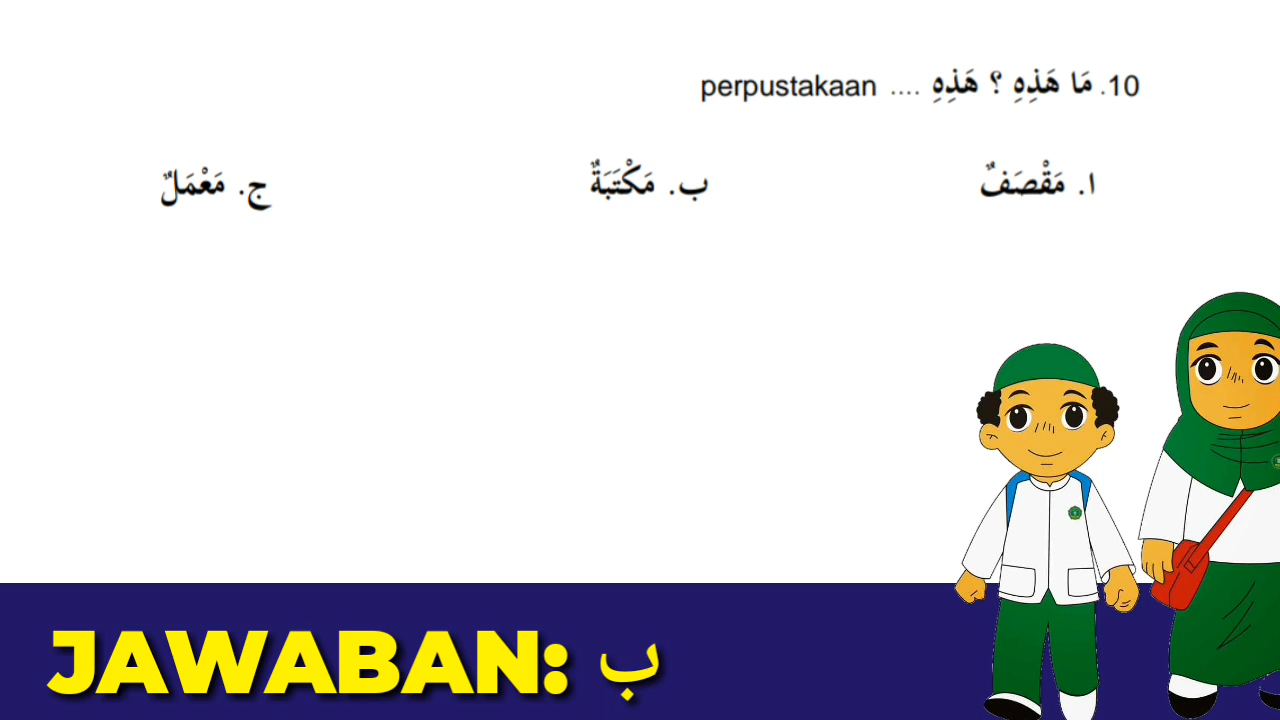 10. مَا هَذِهِ ؟ هَذِهِ .... perpustakaan
ا. مَقْصَفٌ ب. مَكْتَبَةٌ ج. مَعْمَلٌ
JAWABAN: ب